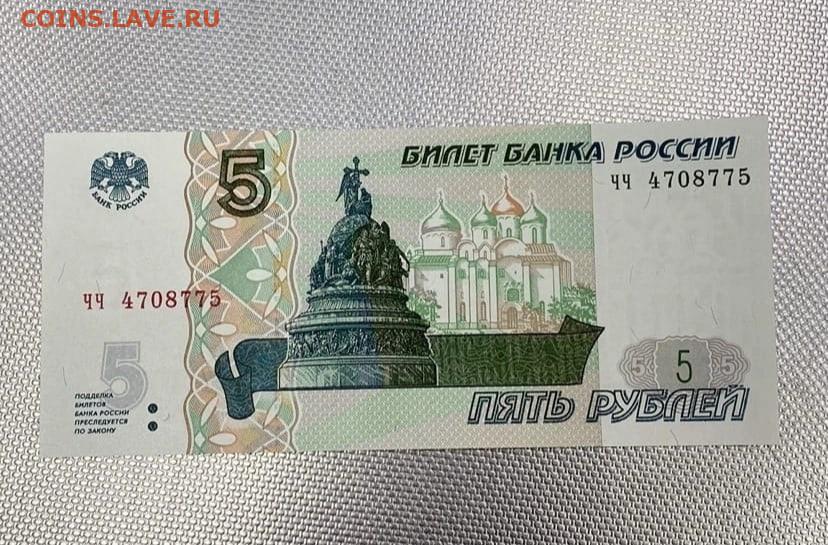 COINS.LAVE.RU
БАНК РОССИИ
5
БИЛЕТ БАНКА РОССИИ
чч 4708775
чч 4708775
5
ПОДДЕЛКА
БИЛЕТОВ
БАНКА РОССИИ
ПРЕСЛЕДУЕТСЯ
ПО ЗАКОНУ
5 5 5
ПЯТЬ РУБЛЕЙ